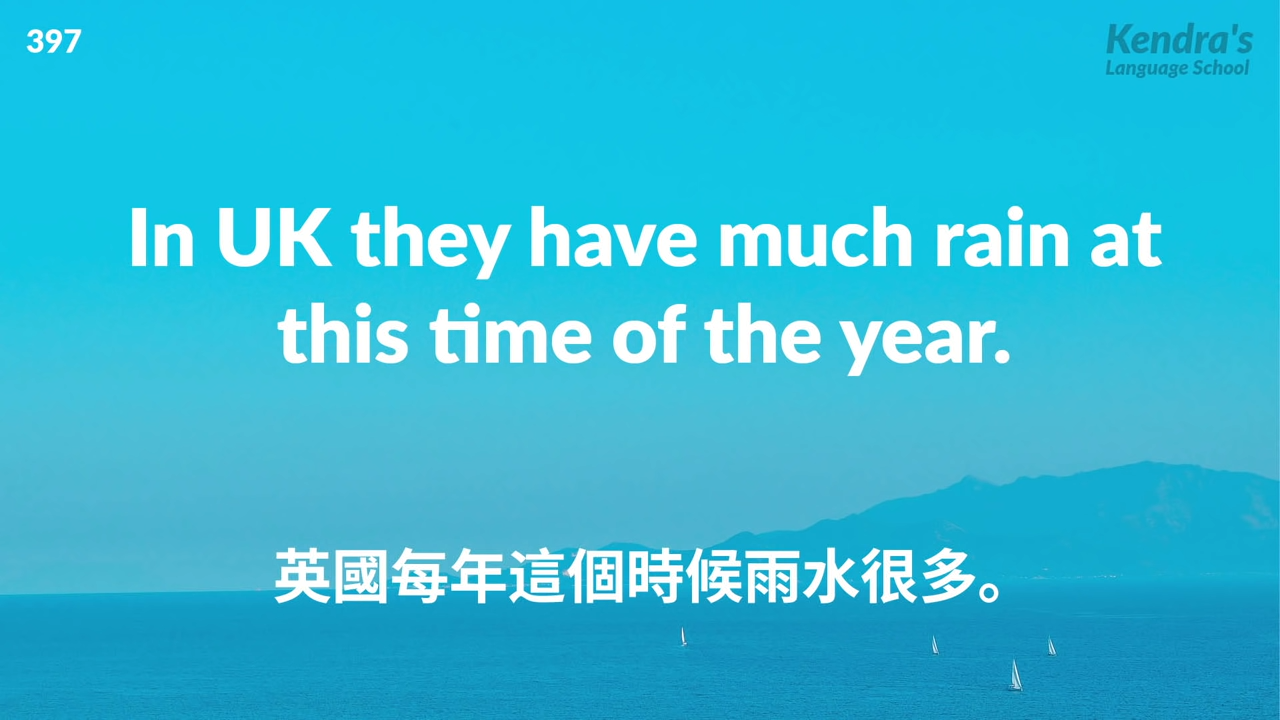 397
Kendra's
Language School
In UK they have much rain at
this time of the year.
英國每年這個時候雨水很多。